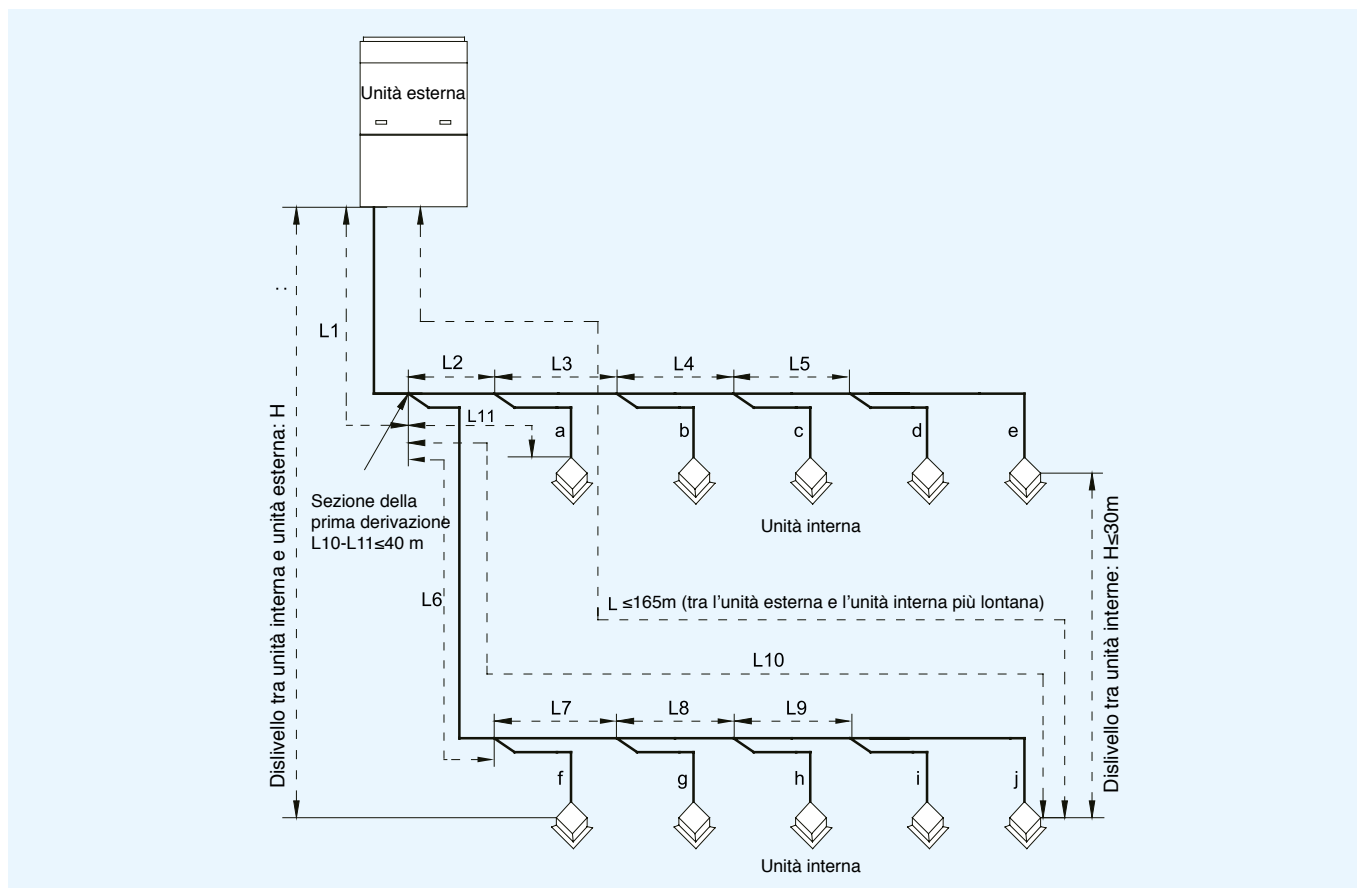 Unità esterna
:
L1
L2
L3
L4
L5
L11
a
b
c
d
e
Sezione della
prima derivazione
L10-L11≤40 m
Unità interna
Dislivello tra unità interna e unità esterna: H
L6
L ≤165m (tra l'unità esterna e l'unità interna più lontana)
Dislivello tra unità interne: H≤30m
L10
L7
L8
L9
f
g
h
i
j
Unità interna